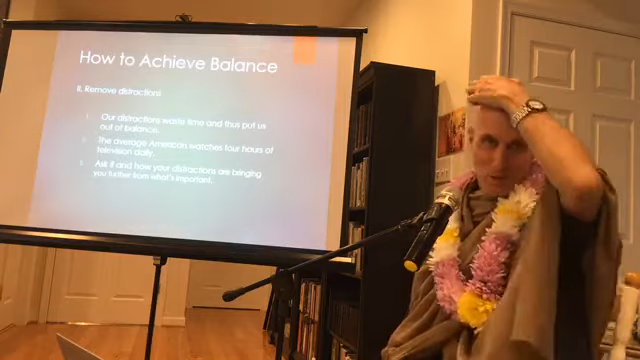 How to Achieve Balance
II. Remove distractions
Our distractions waste time and thus put us
out of balance.
The average American watches four hours of
television daily.
Ask if and how your distractions are bringing
you further from what's important.